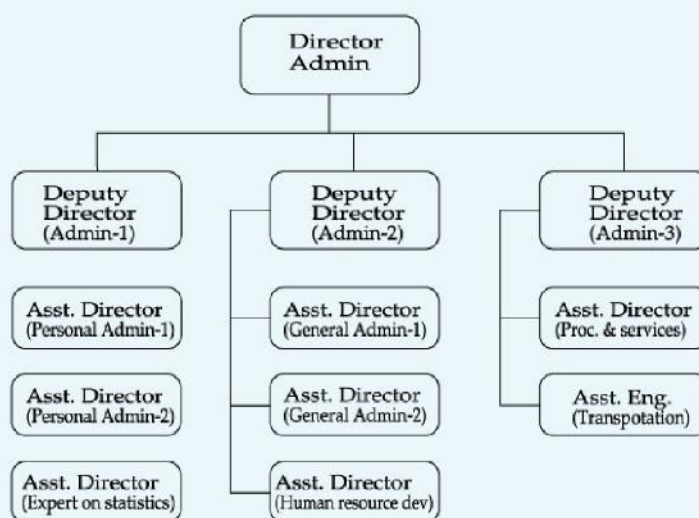 Director
Admin
Deputy
Director
(Admin-1)
Deputy
Director
(Admin-2)
Deputy
Director
(Admin-3)
Asst. Director
(Personal Admin-1)
Asst. Director
(General Admin-1)
Asst. Director
(Proc. & services)
Asst. Director
(Personal Admin-2)
Asst. Director
(General Admin-2)
Asst. Eng.
(Transpotation)
Asst. Director
(Expert on statistics)
Asst. Director
(Human resource dev)